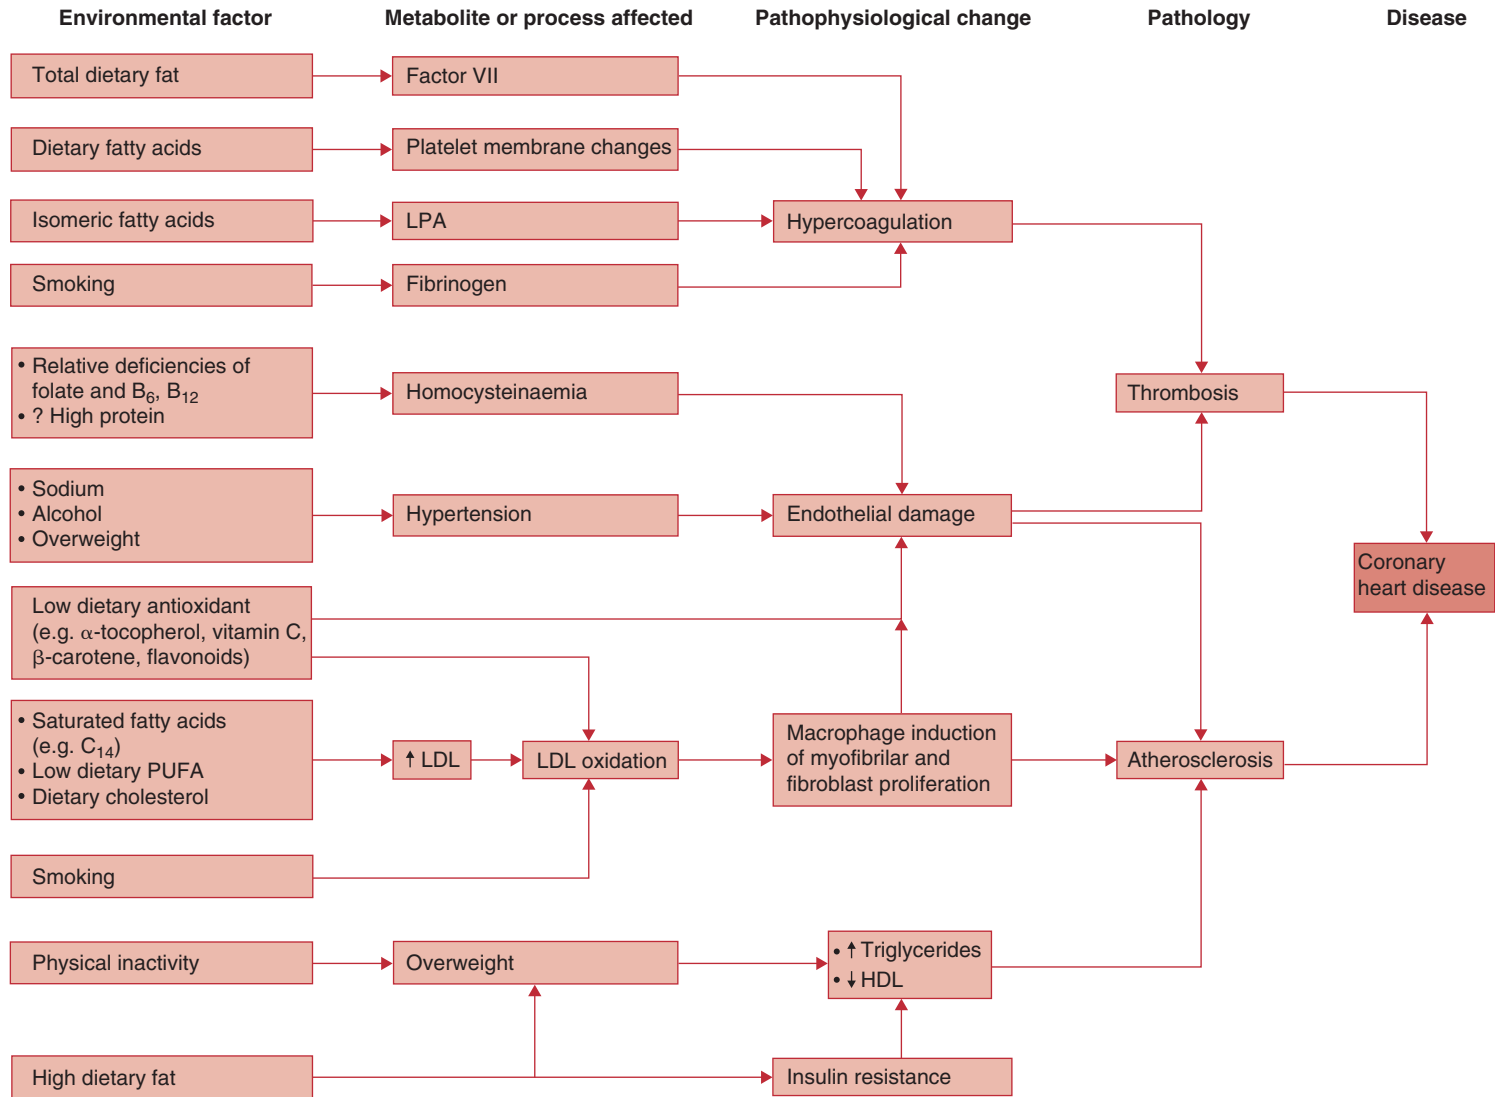 Environmental factor
Metabolite or process affected
Pathophysiological change
Pathology
Disease
Total dietary fat
Factor VII
Dietary fatty acids
Platelet membrane changes
Isomeric fatty acids
LPA
Hypercoagulation
Smoking
Fibrinogen
• Relative deficiencies of
folate and B6, B12
• ? High protein
Homocysteinaemia
Thrombosis
• Sodium
• Alcohol
• Overweight
Hypertension
Endothelial damage
Coronary
heart disease
Low dietary antioxidant
(e.g. α-tocopherol, vitamin C,
β-carotene, flavonoids)
• Saturated fatty acids
(e.g. C14)
• Low dietary PUFA
• Dietary cholesterol
↑ LDL
LDL oxidation
Macrophage induction
of myofibrilar and
fibroblast proliferation
Atherosclerosis
Smoking
Physical inactivity
Overweight
• ↑ Triglycerides
• ↓ HDL
High dietary fat
Insulin resistance